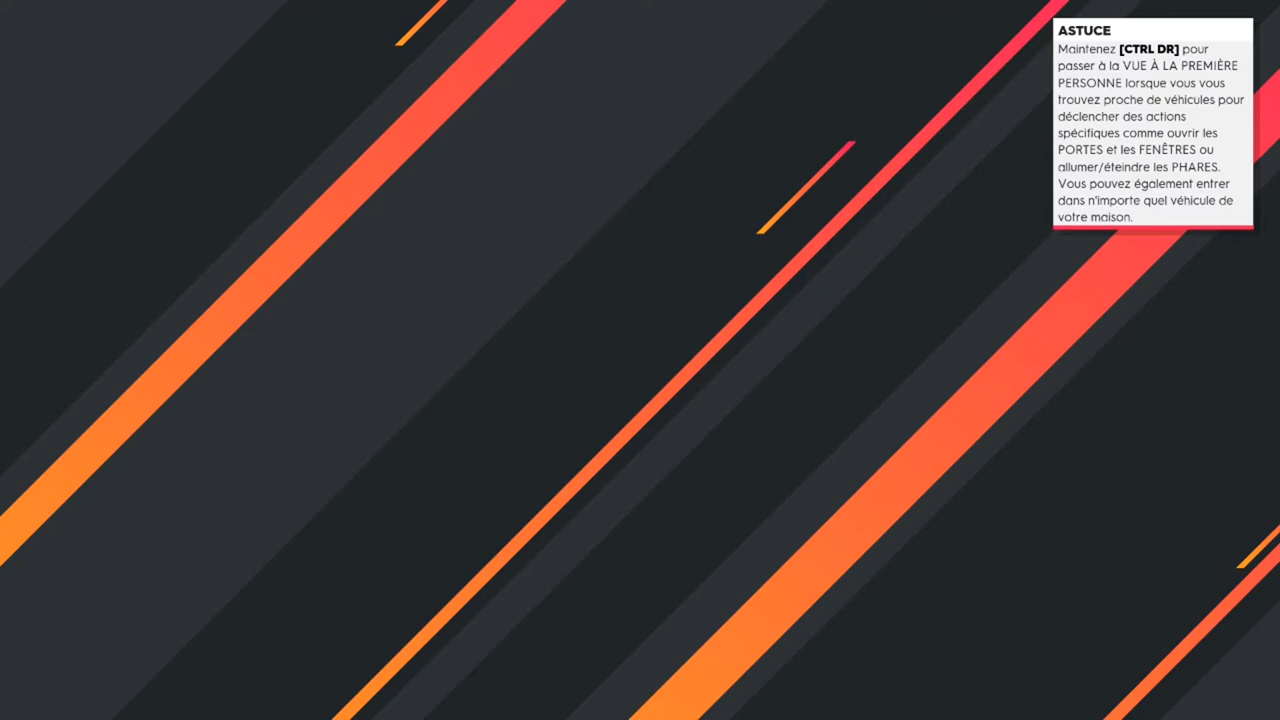 ASTUCE
Maintenez [CTRL DR] pour
passer à la VUE À LA PREMIÈRE
PERSONNE lorsque vous vous
trouvez proche de véhicules pour
déclencher des actions
spécifiques comme ouvrir les
PORTES et les FENÊTRES ou
allumer/éteindre les PHARES.
Vous pouvez également entrer
dans n'importe quel véhicule de
votre maison.